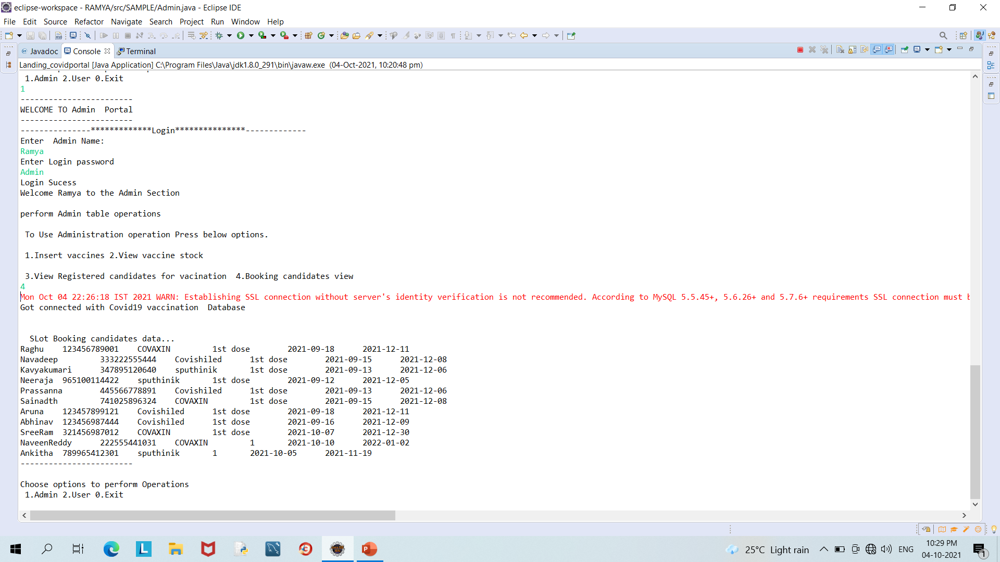 eclipse-workspace - RAMYA/src/SAMPLE/Admin.java - Eclipse IDE
File Edit Source Refactor Navigate Search Project Run Window Help
@ Javadoc Console Terminal
Landing_covidportal [Java Application] C:\Program Files\Java\jdk1.8.0_291\bin\javaw.exe (04-Oct-2021, 10:20:48 pm)
1.Admin 2.User 0.Exit
1
------------------------
WELCOME TO Admin  Portal
------------------------
---------------*************Login***************-------------
Enter  Admin Name:
Ramya
Enter Login password
Admin
Login Sucess
Welcome Ramya to the Admin Section
perform Admin table operations
To Use Administration operation Press below options.
1.Insert vaccines 2.View vaccine stock
3.View Registered candidates for vacination  4.Booking candidates view
4
Mon Oct 04 22:26:18 IST 2021 WARN: Establishing SSL connection without server's identity verification is not recommended. According to MySQL 5.5.45+, 5.6.26+ and 5.7.6+ requirements SSL connection must
Got connected with Covid19 vaccination  Database
SLot Booking candidates data...
Raghu 123456789001 COVAXIN 1st dose 2021-09-18 2021-12-11
Navadeep 333222555444 Covishiled 1st dose 2021-09-15 2021-12-08
Kavyakumari 347895120640 sputhinik 1st dose 2021-09-13 2021-12-06
Neeraja 965100114422 sputhinik 1st dose 2021-09-12 2021-12-05
Prassanna 445566778891 Covishiled 1st dose 2021-09-13 2021-12-06
Sainadth 741025896324 COVAXIN 1st dose 2021-09-15 2021-12-08
Aruna 123457899121 Covishiled 1st dose 2021-09-18 2021-12-11
Abhinav 123456987444 Covishiled 1st dose 2021-09-16 2021-12-09
SreeRam 321456987012 COVAXIN 1st dose 2021-10-07 2021-12-30
NaveenReddy 222555441031 COVAXIN 1 2021-10-10 2022-01-02
Ankitha 789965412301 sputhinik 1 2021-10-05 2021-11-19
------------------------
Choose options to perform Operations
1.Admin 2.User 0.Exit
25°C Light rain ENG 10:29 PM
04-10-2021 1